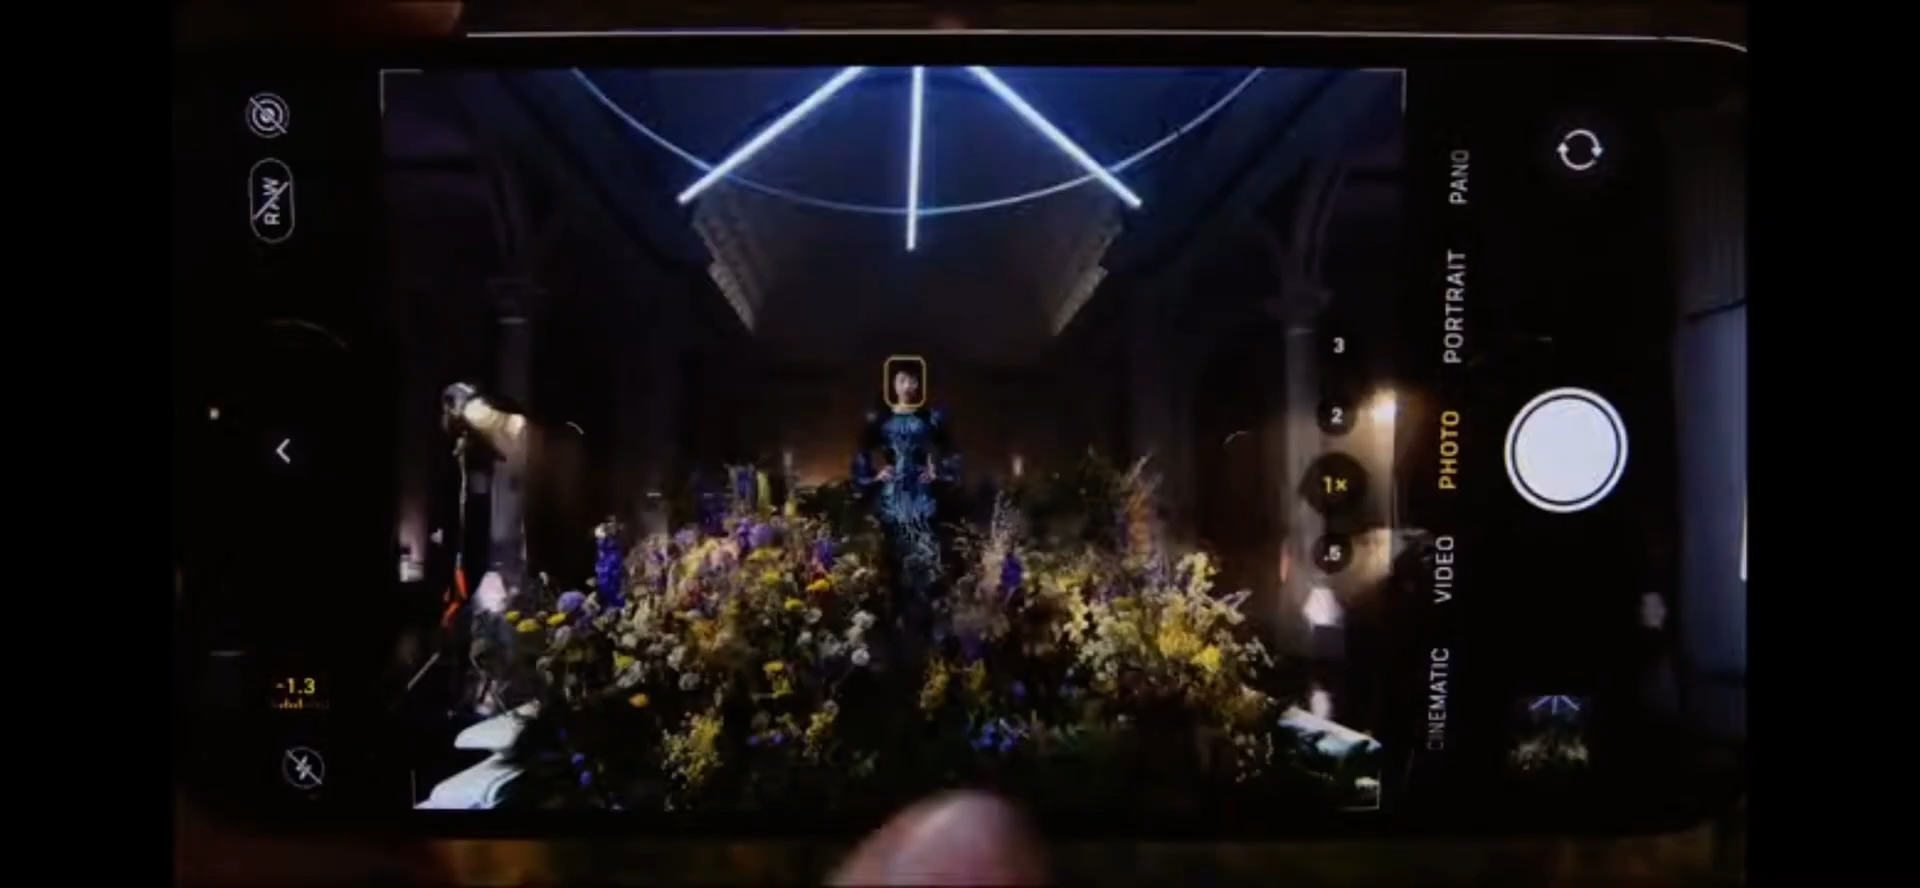 RAW
-1.3
3
2
1×
.5
PANO
PORTRAIT
PHOTO
VIDEO
CINEMATIC